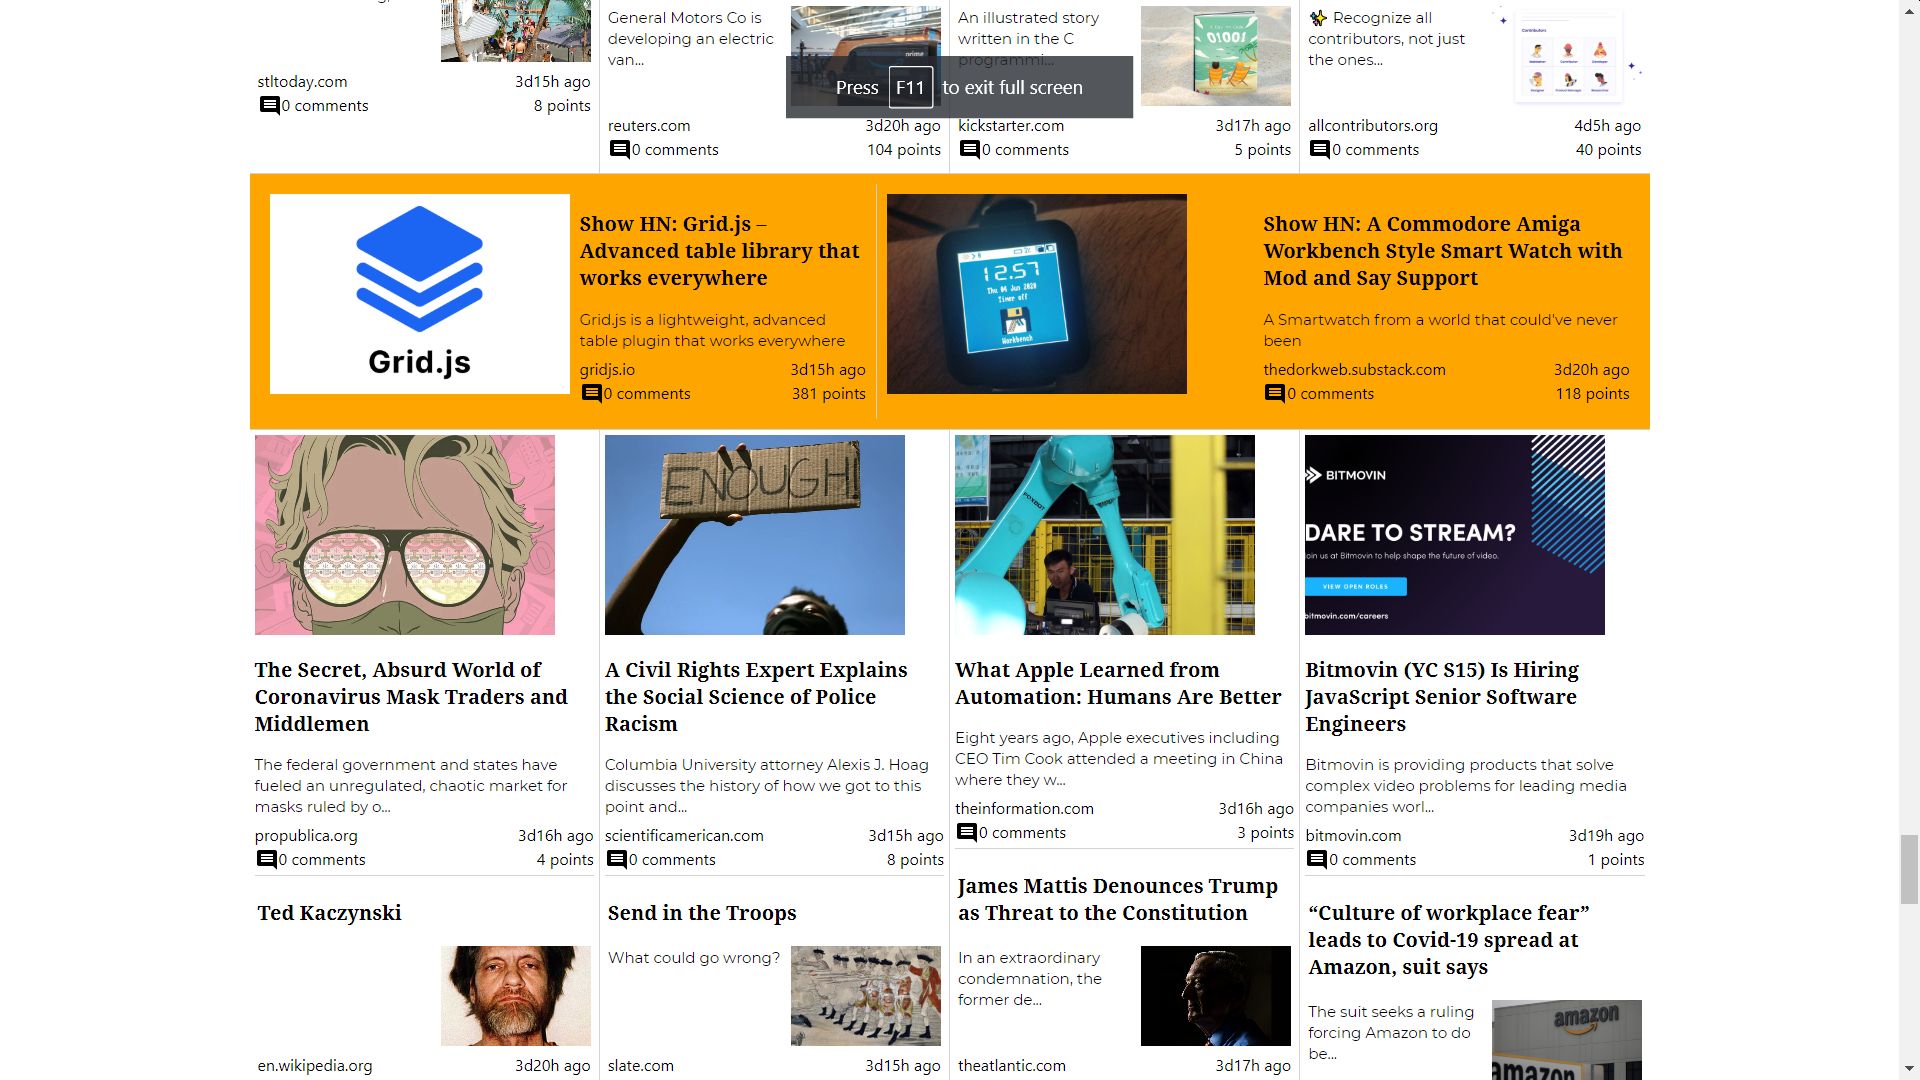 General Motors Co is
developing an electric
van...
An illustrated story
written in the C
programmi...
01001
✨ Recognize all
contributors, not just
the ones...
Contributors
prime
Press F11 to exit full screen
stltoday.com 3d15h ago
0 comments 8 points
reuters.com 3d20h ago
0 comments 104 points
kickstarter.com 3d17h ago
0 comments 5 points
allcontributors.org 4d5h ago
0 comments 40 points
Grid.js
Show HN: Grid.js –
Advanced table library that
works everywhere
Grid.js is a lightweight, advanced
table plugin that works everywhere
gridjs.io 3d15h ago
0 comments 381 points
12.57
Thu 04 Jun 2020
Timer off
Workbench
Show HN: A Commodore Amiga
Workbench Style Smart Watch with
Mod and Say Support
A Smartwatch from a world that could've never
been
thedorkweb.substack.com 3d20h ago
0 comments 118 points
The Secret, Absurd World of
Coronavirus Mask Traders and
Middlemen
The federal government and states have
fueled an unregulated, chaotic market for
masks ruled by o...
propublica.org 3d16h ago
0 comments 4 points
ENOUGH!
A Civil Rights Expert Explains
the Social Science of Police
Racism
Columbia University attorney Alexis J. Hoag
discusses the history of how we got to this
point and...
scientificamerican.com 3d15h ago
0 comments 8 points
FOXBOT
What Apple Learned from
Automation: Humans Are Better
Eight years ago, Apple executives including
CEO Tim Cook attended a meeting in China
where they w...
theinformation.com 3d16h ago
0 comments 3 points
BITMOVIN
DARE TO STREAM?
oin us at Bitmovin to help shape the future of video.
VIEW OPEN ROLES
bitmovin.com/careers
Bitmovin (YC S15) Is Hiring
JavaScript Senior Software
Engineers
Bitmovin is providing products that solve
complex video problems for leading media
companies worl...
bitmovin.com 3d19h ago
0 comments 1 points
Ted Kaczynski
en.wikipedia.org 3d20h ago
Send in the Troops
What could go wrong?
slate.com 3d15h ago
James Mattis Denounces Trump
as Threat to the Constitution
In an extraordinary
condemnation, the
former de...
theatlantic.com 3d17h ago
“Culture of workplace fear”
leads to Covid-19 spread at
Amazon, suit says
The suit seeks a ruling
forcing Amazon to do
be...
amazon
amazon